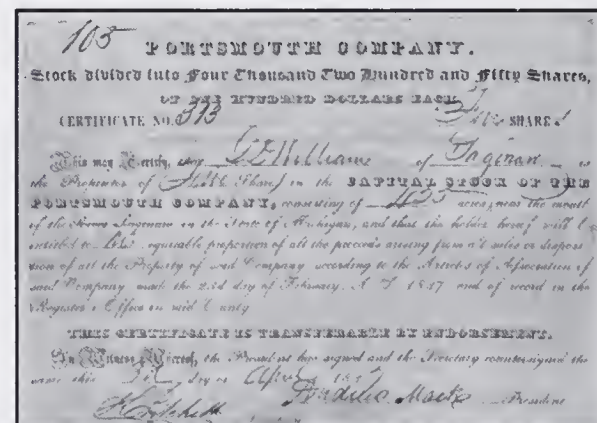 103
PORTSMOUTH COMPANY.
Stock divided into Four Thousand Two Hundred and Fifty Shares,
OF ONE HUNDRED DOLLARS EACH.
CERTIFICATE NO. 313 Five SHARES
This may Certify, that G D Williams of Saginaw is
the Proprietor of Five Shares in the CAPITAL STOCK OF THE
PORTSMOUTH COMPANY, consisting of 425 acres, near the mouth
of the River Saginaw in the State of Michigan, and that the holder hereof will be
entitled to equitable proportion of all the proceeds arising from all sales or disposi
tion of all the Property of said Company according to the Articles of Association of
said Company made the 23d day of February, A D 1837 and of record in the
Register's Office in said County
THIS CERTIFICATE IS TRANSFERABLE BY ENDORSEMENT.
In Witness Whereof, the President has signed and the Secretary countersigned the
same this day of April
President